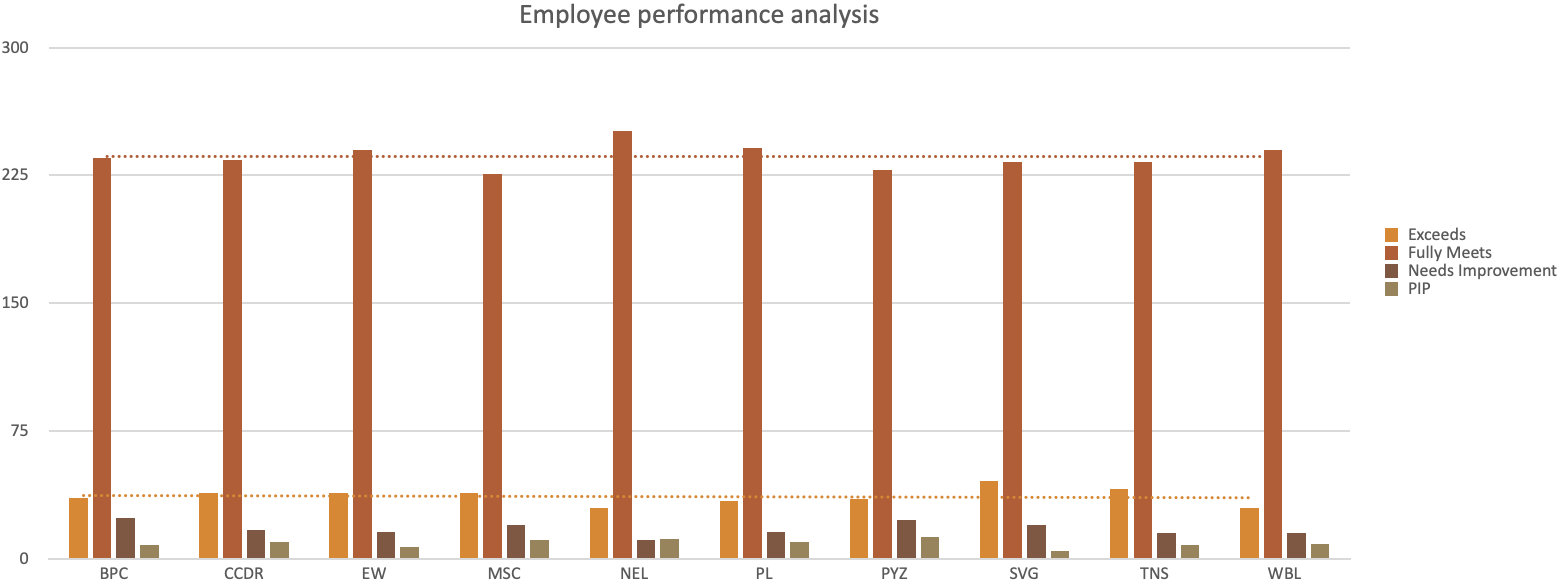 Employee performance analysis
300
225
150
75
0
BPC CCDR EW MSC NEL PL PYZ SVG TNS WBL
Exceeds
Fully Meets
Needs Improvement
PIP